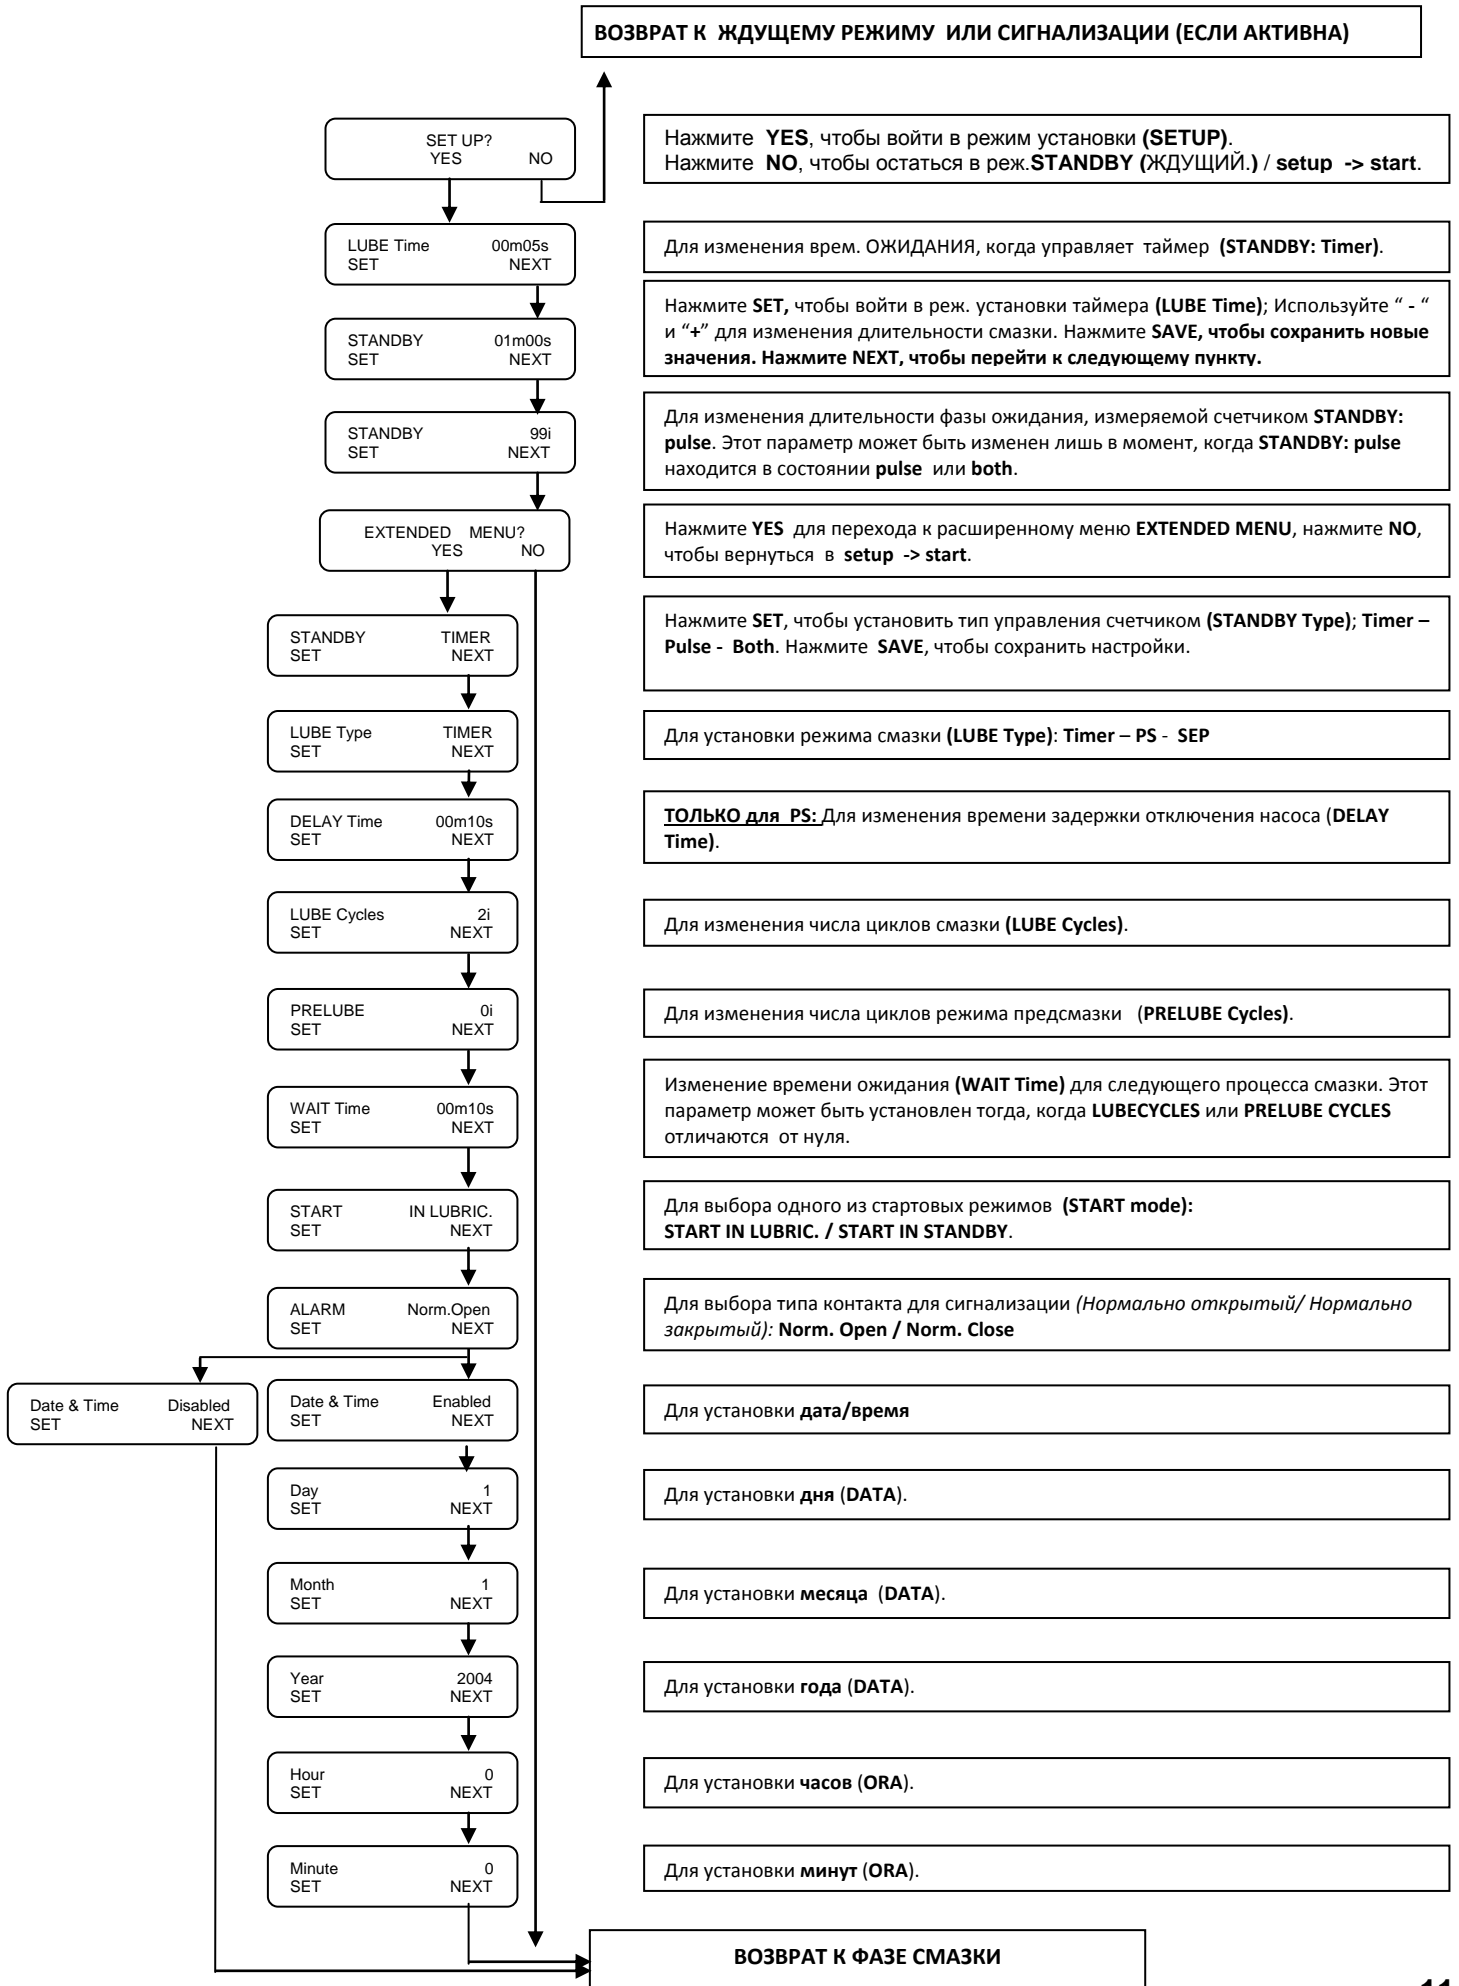 ВОЗВРАТ К ЖДУЩЕМУ РЕЖИМУ ИЛИ СИГНАЛИЗАЦИИ (ЕСЛИ АКТИВНА)
SET UP?
YES NO
Нажмите YES, чтобы войти в режим установки (SETUP).
Нажмите NO, чтобы остаться в реж.STANDBY (ЖДУЩИЙ.) / setup -> start.
LUBE Time 00m05s
SET NEXT
Для изменения врем. ОЖИДАНИЯ, когда управляет таймер (STANDBY: Timer).
STANDBY 01m00s
SET NEXT
Нажмите SET, чтобы войти в реж. установки таймера (LUBE Time); Используйте “ - “
и “+” для изменения длительности смазки. Нажмите SAVE, чтобы сохранить новые
значения. Нажмите NEXT, чтобы перейти к следующему пункту.
STANDBY 99i
SET NEXT
Для изменения длительности фазы ожидания, измеряемой счетчиком STANDBY:
pulse. Этот параметр может быть изменен лишь в момент, когда STANDBY: pulse
находится в состоянии pulse или both.
EXTENDED MENU?
YES NO
Нажмите YES для перехода к расширенному меню EXTENDED MENU, нажмите NO,
чтобы вернуться в setup -> start.
STANDBY TIMER
SET NEXT
Нажмите SET, чтобы установить тип управления счетчиком (STANDBY Type); Timer –
Pulse - Both. Нажмите SAVE, чтобы сохранить настройки.
LUBE Type TIMER
SET NEXT
Для установки режима смазки (LUBE Type): Timer – PS - SEP
DELAY Time 00m10s
SET NEXT
ТОЛЬКО для PS: Для изменения времени задержки отключения насоса (DELAY
Time).
LUBE Cycles 2i
SET NEXT
Для изменения числа циклов смазки (LUBE Cycles).
PRELUBE 0i
SET NEXT
Для изменения числа циклов режима предсмазки (PRELUBE Cycles).
WAIT Time 00m10s
SET NEXT
Изменение времени ожидания (WAIT Time) для следующего процесса смазки. Этот
параметр может быть установлен тогда, когда LUBECYCLES или PRELUBE CYCLES
отличаются от нуля.
START IN LUBRIC.
SET NEXT
Для выбора одного из стартовых режимов (START mode):
START IN LUBRIC. / START IN STANDBY.
ALARM Norm.Open
SET NEXT
Для выбора типа контакта для сигнализации (Нормально открытый/ Нормально
закрытый): Norm. Open / Norm. Close
Date & Time Disabled
SET NEXT
Date & Time Enabled
SET NEXT
Для установки дата/время
Day 1
SET NEXT
Для установки дня (DATA).
Month 1
SET NEXT
Для установки месяца (DATA).
Year 2004
SET NEXT
Для установки года (DATA).
Hour 0
SET NEXT
Для установки часов (ORA).
Minute 0
SET NEXT
Для установки минут (ORA).
ВОЗВРАТ К ФАЗЕ СМАЗКИ
11